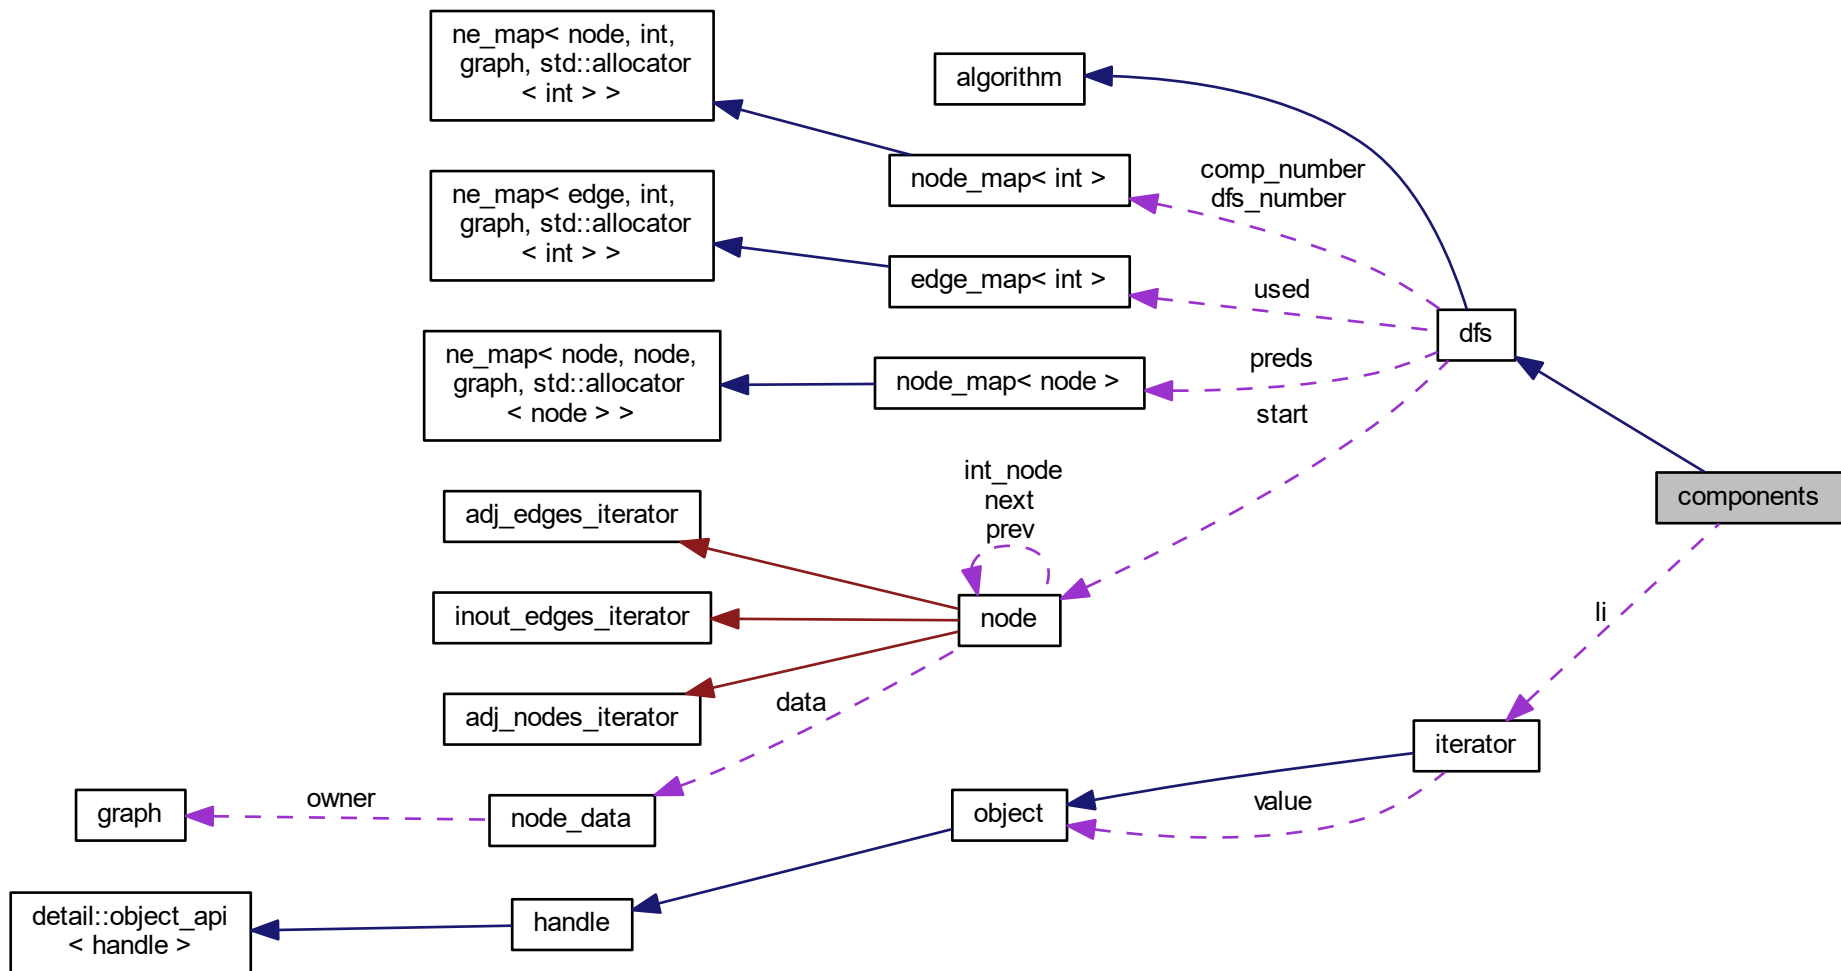 ne_map< node, int,
graph, std::allocator
< int > >
algorithm
node_map< int >
comp_number
dfs_number
ne_map< edge, int,
graph, std::allocator
< int > >
edge_map< int >
used
dfs
ne_map< node, node,
graph, std::allocator
< node > >
node_map< node >
preds
start
components
int_node
next
prev
adj_edges_iterator
inout_edges_iterator
node
li
adj_nodes_iterator
data
iterator
graph
owner
node_data
object
value
detail::object_api
< handle >
handle